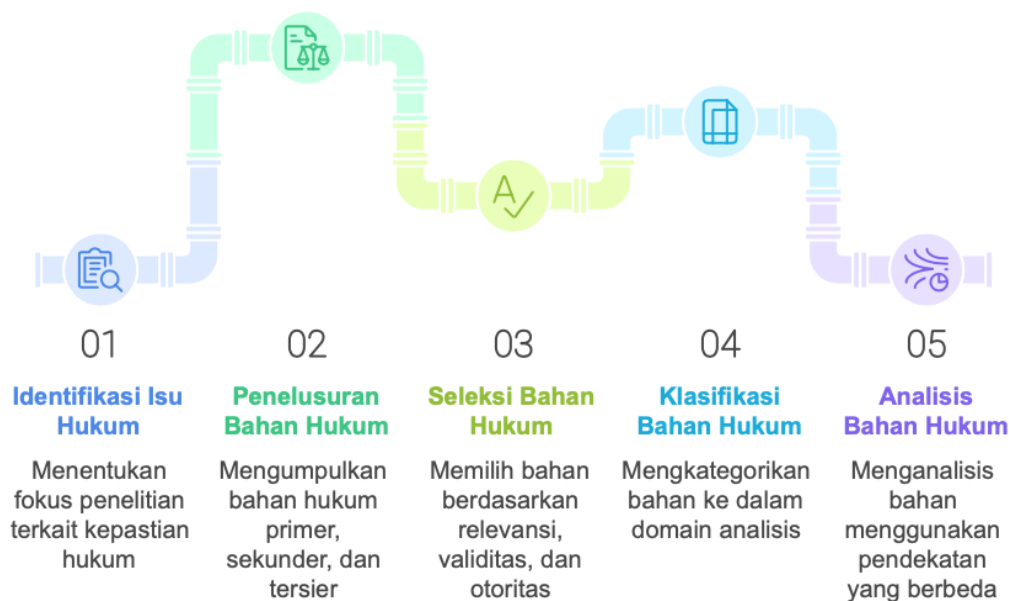 01
Identifikasi Isu
Hukum
Menentukan
fokus penelitian
terkait kepastian
hukum
02
Penelusuran
Bahan Hukum
Mengumpulkan
bahan hukum
primer,
sekunder, dan
tersier
03
Seleksi Bahan
Hukum
Memilih bahan
berdasarkan
relevansi,
validitas, dan
otoritas
04
Klasifikasi
Bahan Hukum
Mengkategorikan
bahan ke dalam
domain analisis
05
Analisis
Bahan Hukum
Menganalisis
bahan
menggunakan
pendekatan
yang berbeda